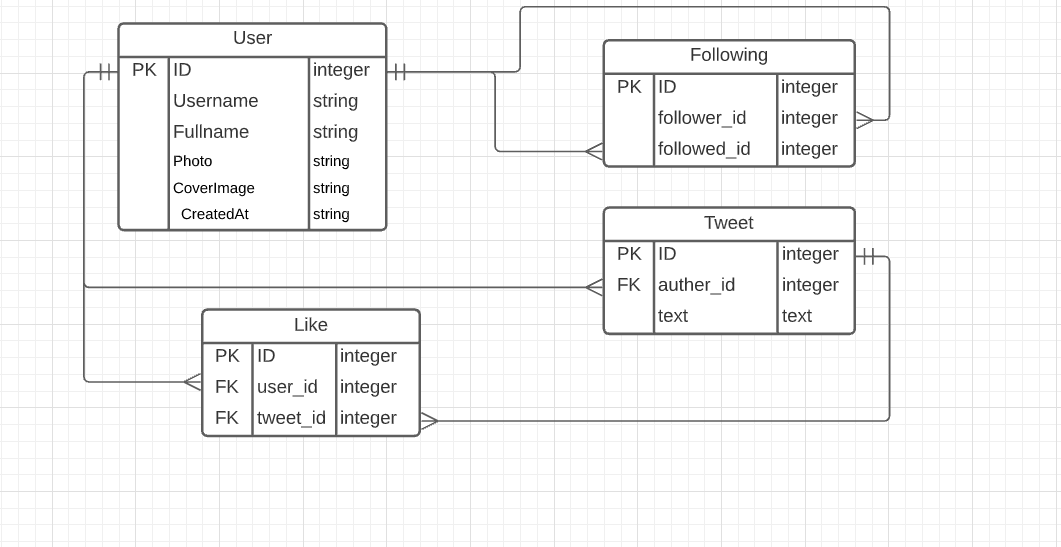 User
PK ID integer
Username string
Fullname string
Photo string
CoverImage string
CreatedAt string
Following
PK ID integer
follower_id integer
followed_id integer
Tweet
PK ID integer
FK auther_id integer
text text
Like
PK ID integer
FK user_id integer
FK tweet_id integer